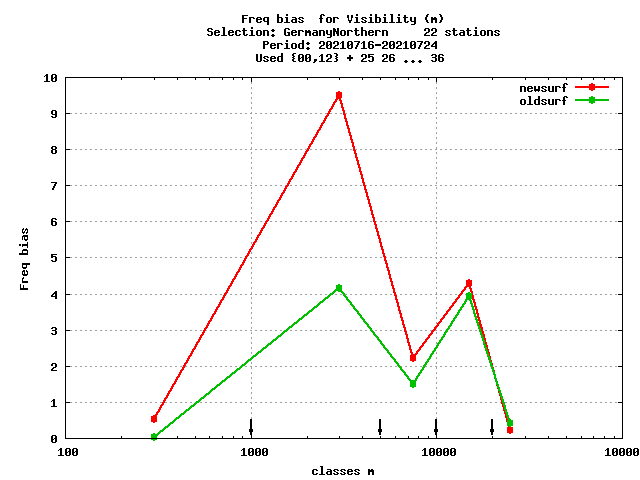 Freq bias  for Visibility (m)
Selection: GermanyNorthern     22 stations
Period: 20210716-20210724
Used {00,12} + 25 26 ... 36
newsurf
oldsurf
10
9
8
7
6
5
4
3
2
1
0
Freq bias
100 1000 10000 10000
classes m